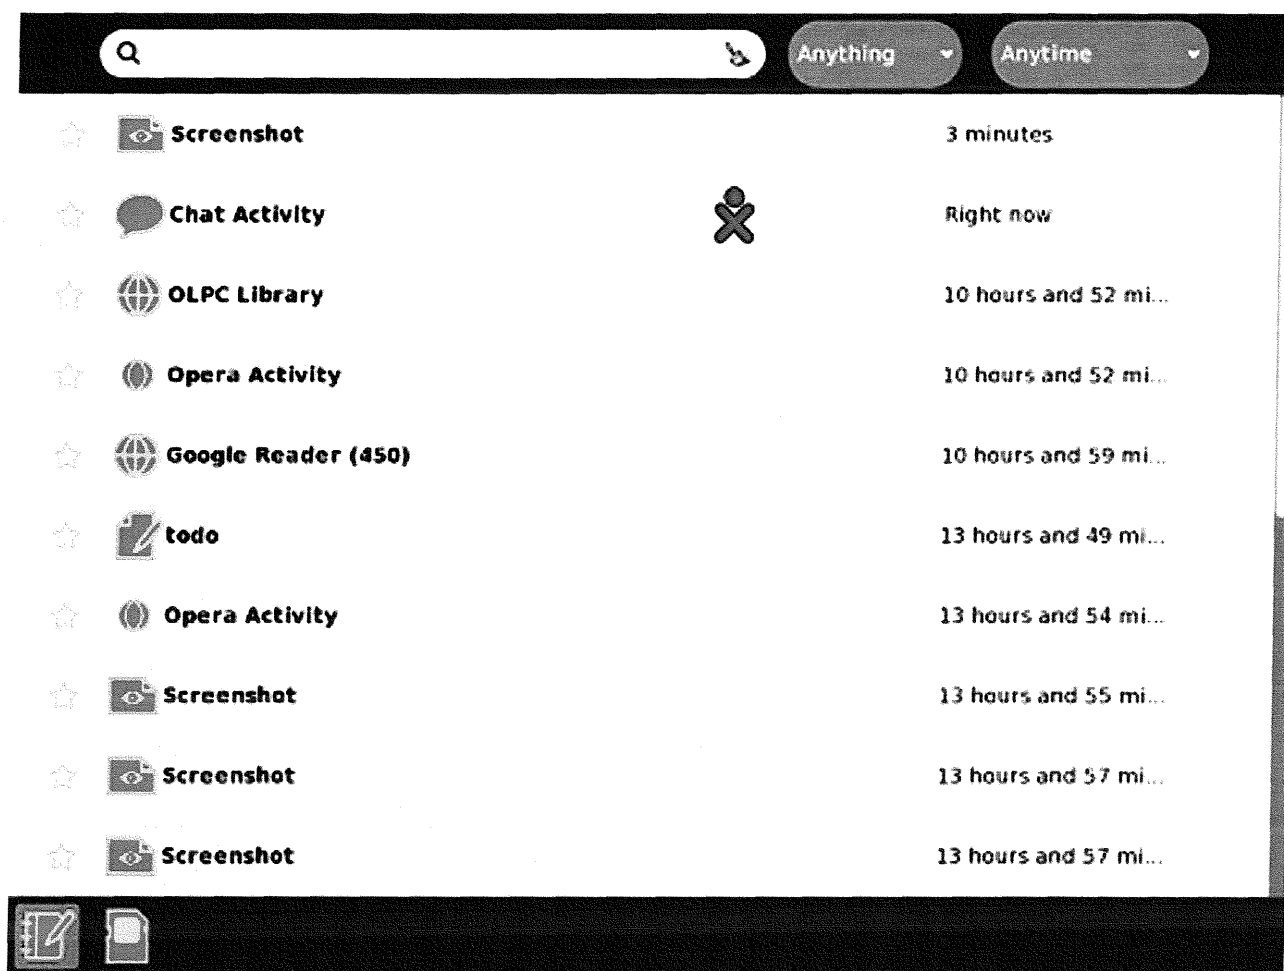 Anything Anytime
Screenshot 3 minutes
Chat Activity Right now
OLPC Library 10 hours and 52 mi...
Opera Activity 10 hours and 52 mi...
Google Reader (450) 10 hours and 59 mi...
todo 13 hours and 49 mi...
Opera Activity 13 hours and 54 mi...
Screenshot 13 hours and 55 mi...
Screenshot 13 hours and 57 mi...
Screenshot 13 hours and 57 mi...